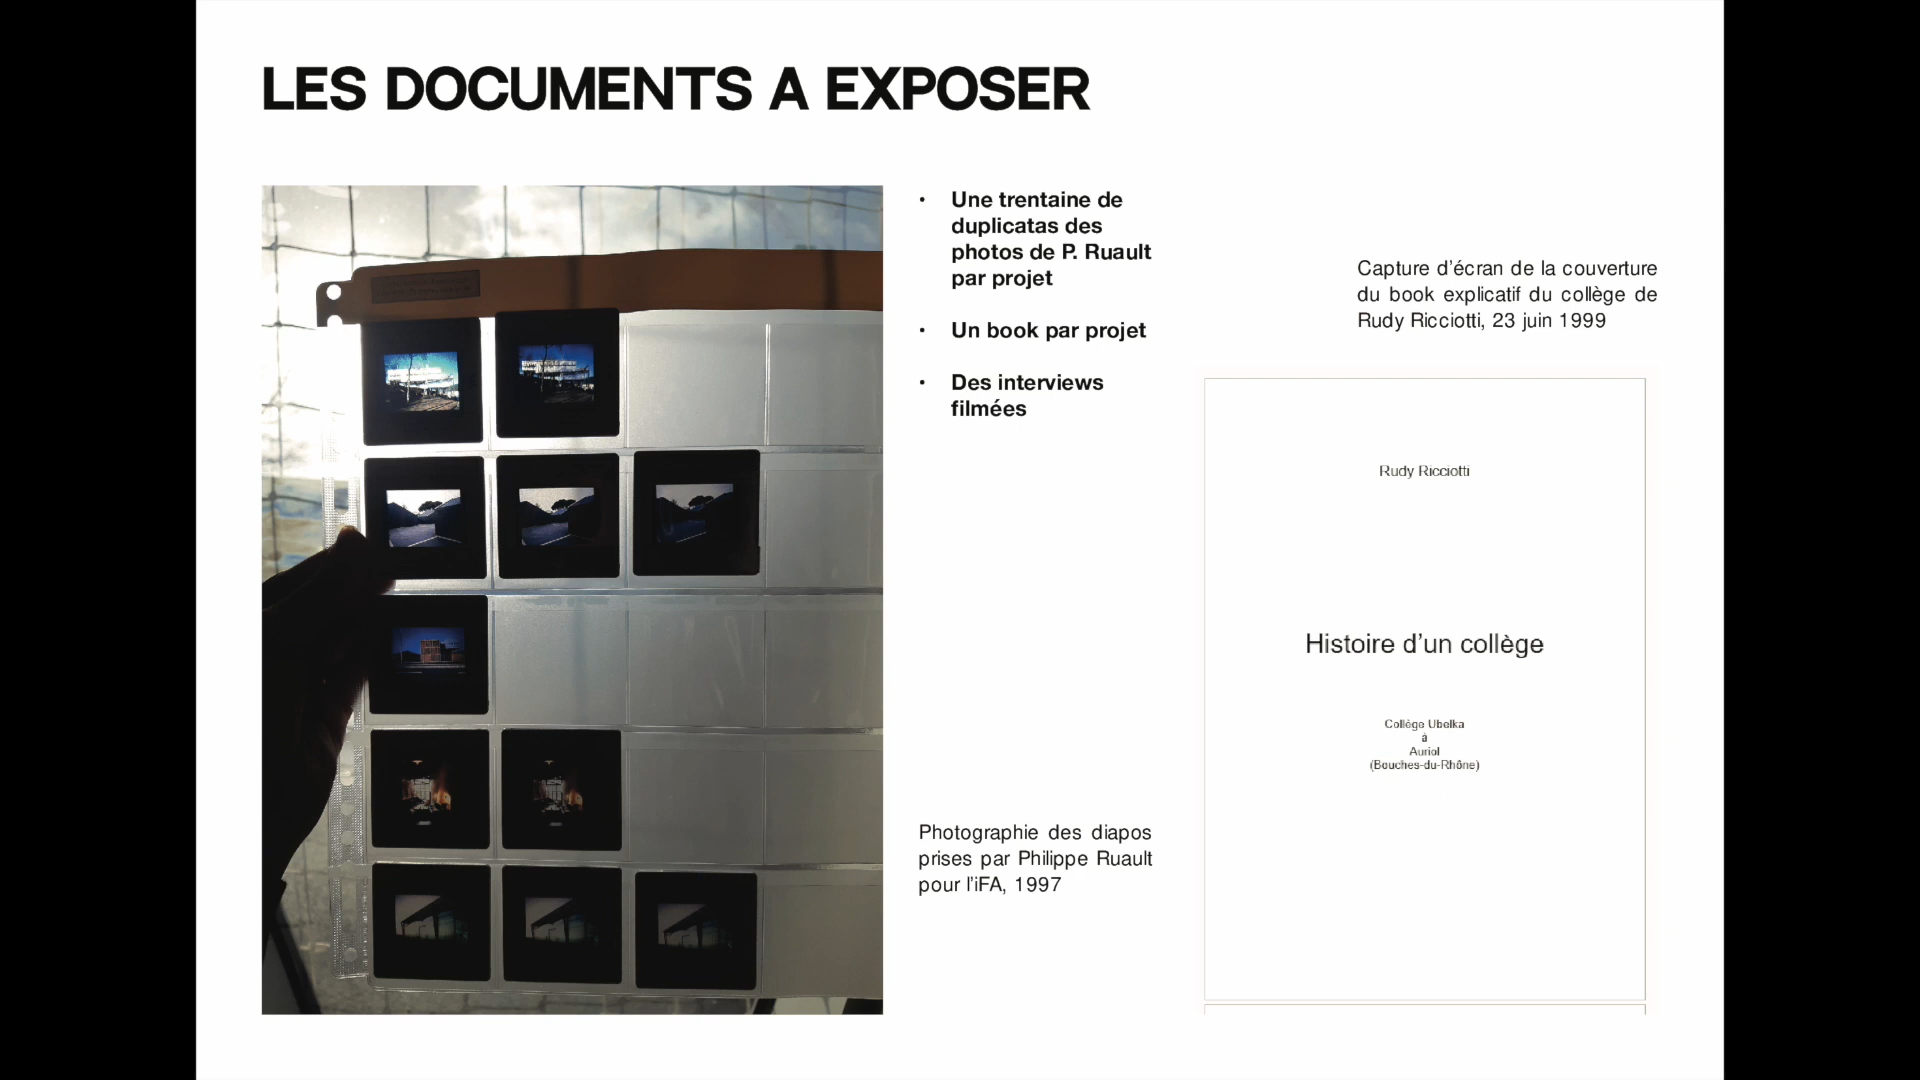 LES DOCUMENTS A EXPOSER
• Une trentaine de
duplicatas des
photos de P. Ruault
par projet
• Un book par projet
• Des interviews
filmées
Photographie des diapos
prises par Philippe Ruault
pour l'iFA, 1997
Capture d'écran de la couverture
du book explicatif du collège de
Rudy Ricciotti, 23 juin 1999
Rudy Ricciotti
Histoire d'un collège
Collège Ubelka
à
Auriol
(Bouches-du-Rhône)